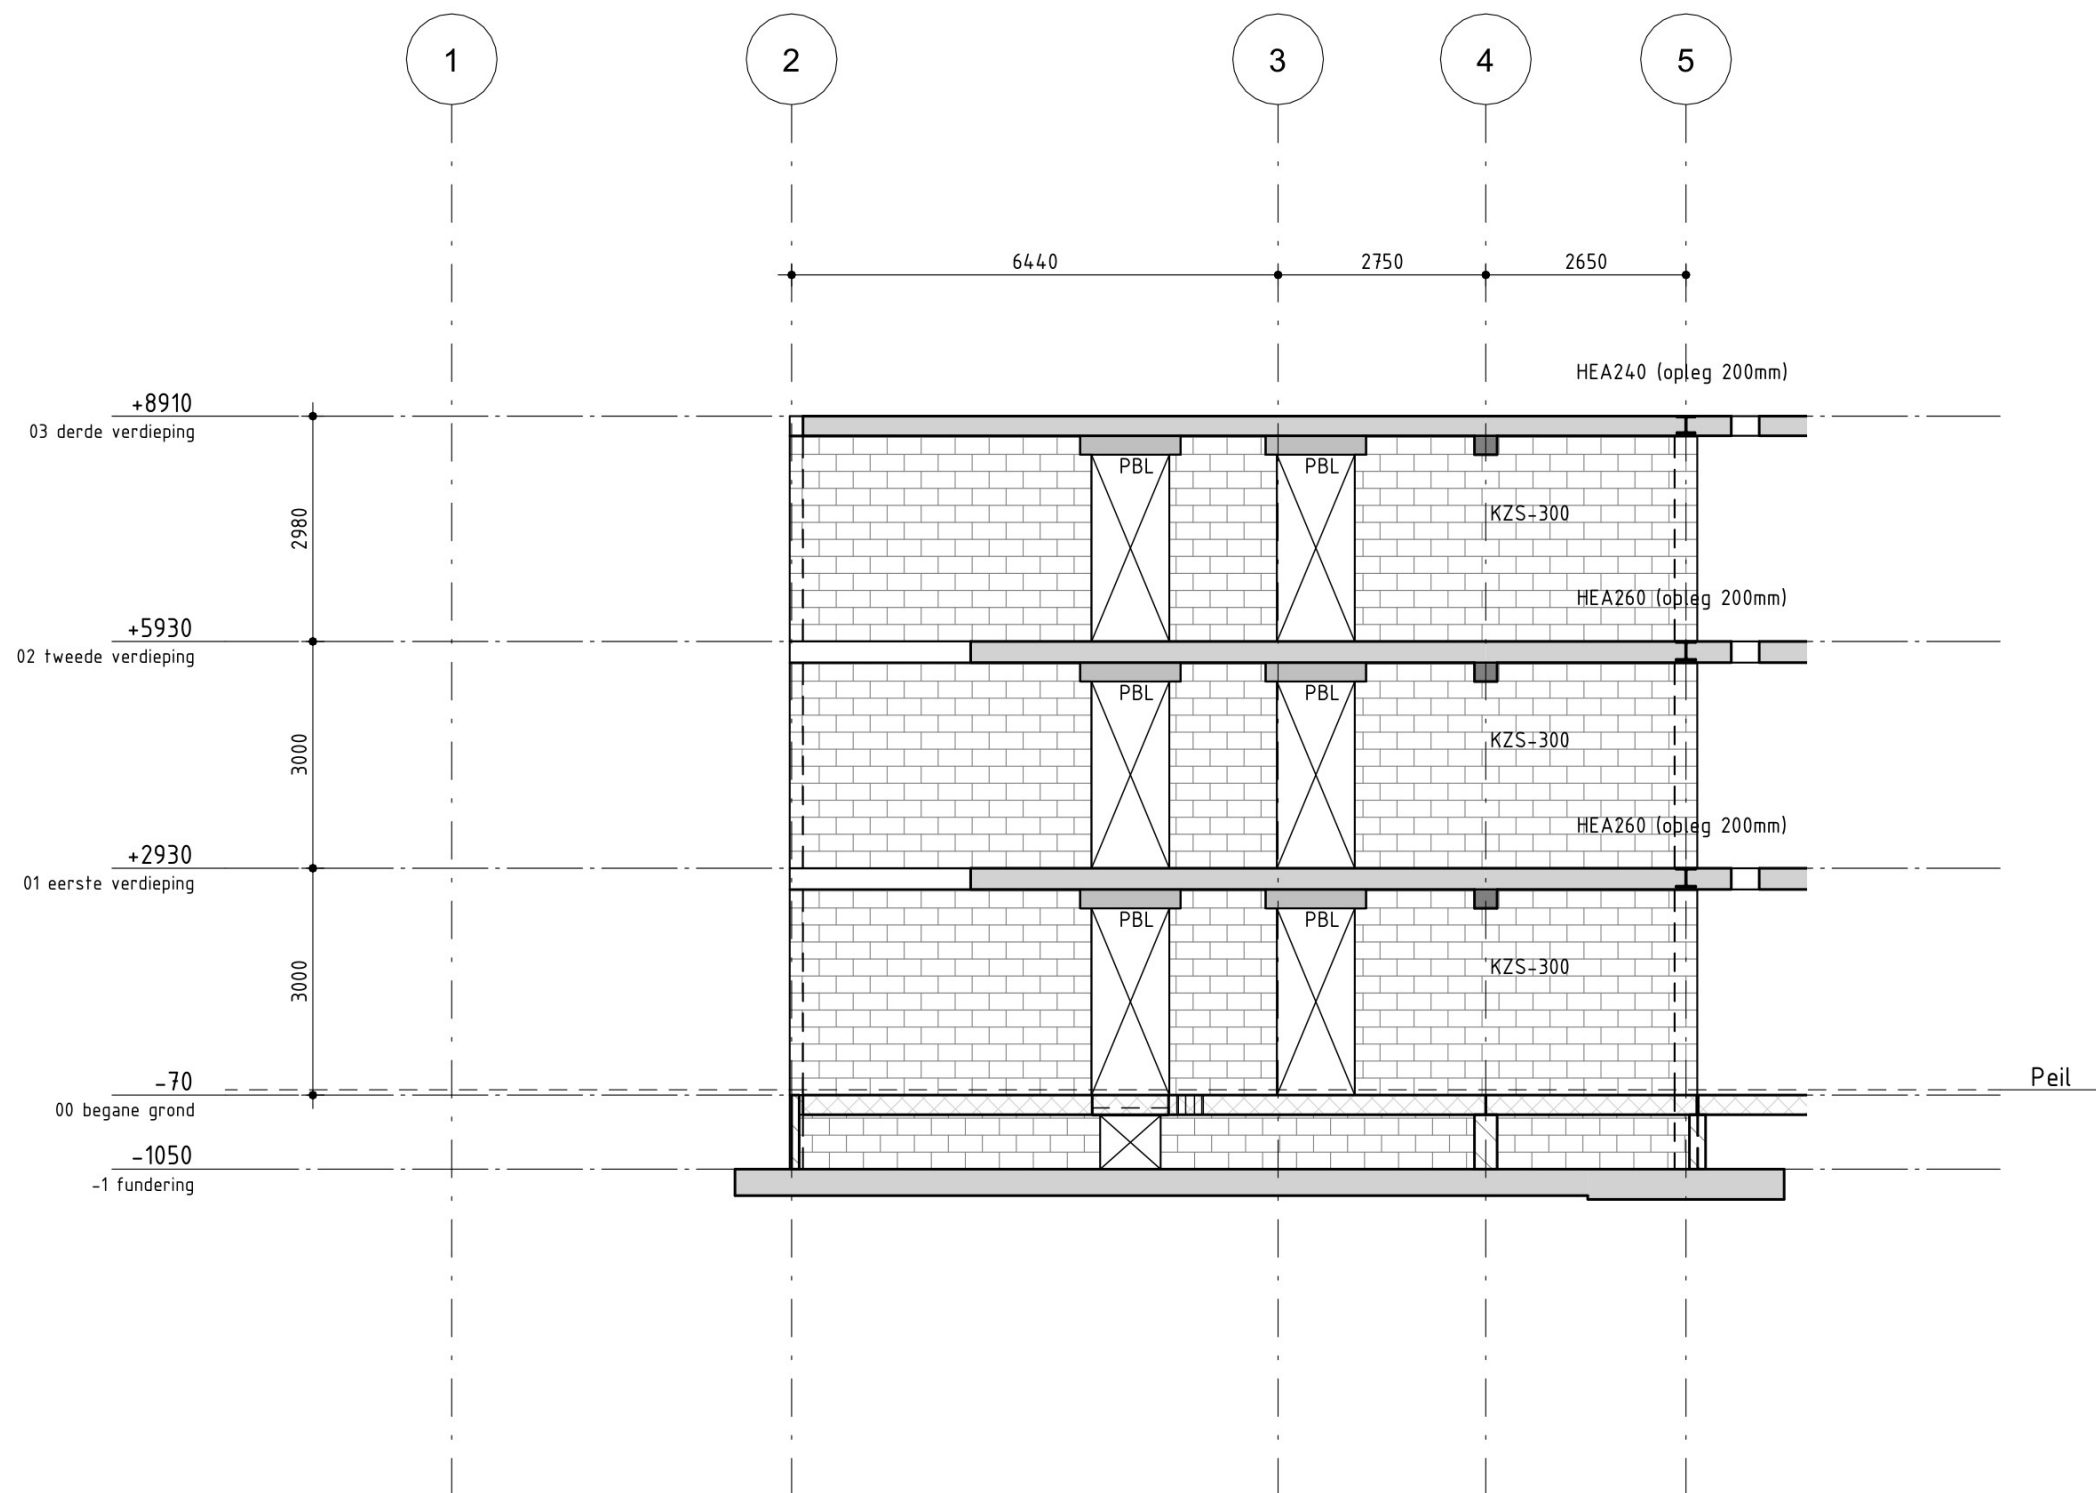 1
2
3
4
5
6440
2750
2650
HEA240 (opleg 200mm)
+8910
03 derde verdieping
PBL
PBL
2980
KZS-300
HEA260 (opleg 200mm)
+5930
02 tweede verdieping
PBL
PBL
3000
KZS-300
HEA260 (opleg 200mm)
+2930
01 eerste verdieping
PBL
PBL
3000
KZS-300
-70
Peil
00 begane grond
-1050
-1 fundering